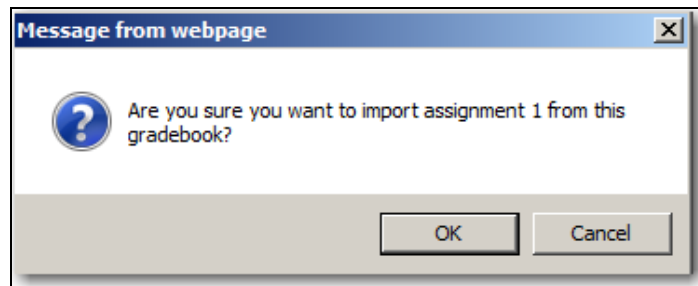 Message from webpage
Are you sure you want to import assignment 1 from this
gradebook?
OK
Cancel